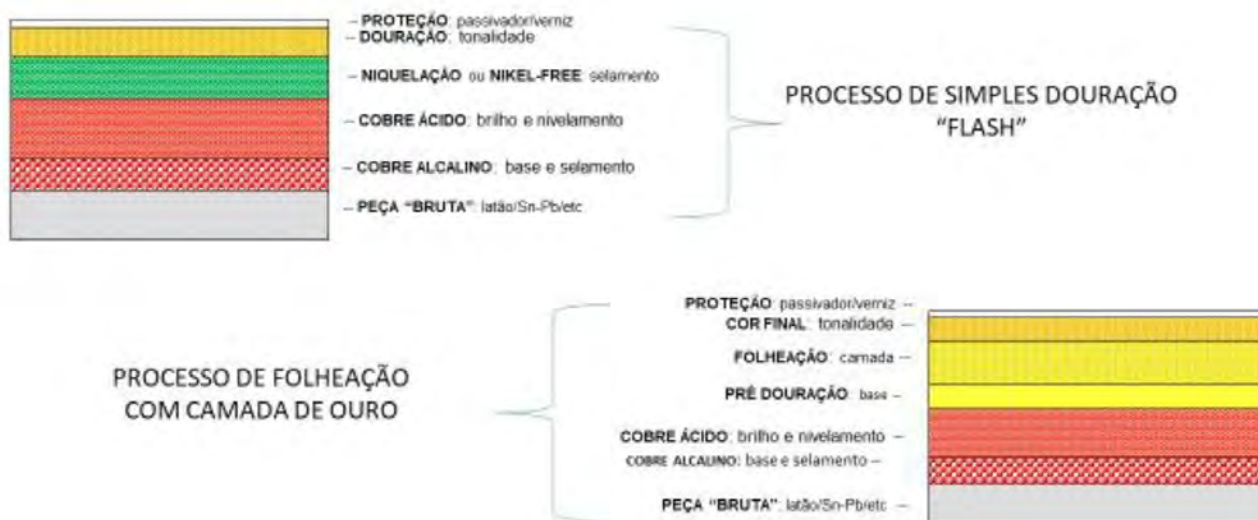 -- PROTEÇÃO: passivador/verniz
-- DOURAÇÃO: tonalidade
-- NIQUELAÇÃO ou NIKEL-FREE: selamento
-- COBRE ÁCIDO: brilho e nivelamento
-- COBRE ALCALINO: base e selamento
-- PEÇA “BRUTA”: latão/Sn-Pb/etc
PROCESSO DE SIMPLES DOURAÇÃO
“FLASH”
PROCESSO DE FOLHEAÇÃO
COM CAMADA DE OURO
PROTEÇÃO: passivador/verniz --
COR FINAL: tonalidade --
FOLHEAÇÃO: camada --
PRÉ DOURAÇÃO: base --
COBRE ÁCIDO: brilho e nivelamento --
COBRE ALCALINO: base e selamento --
PEÇA “BRUTA”: latão/Sn-Pb/etc --